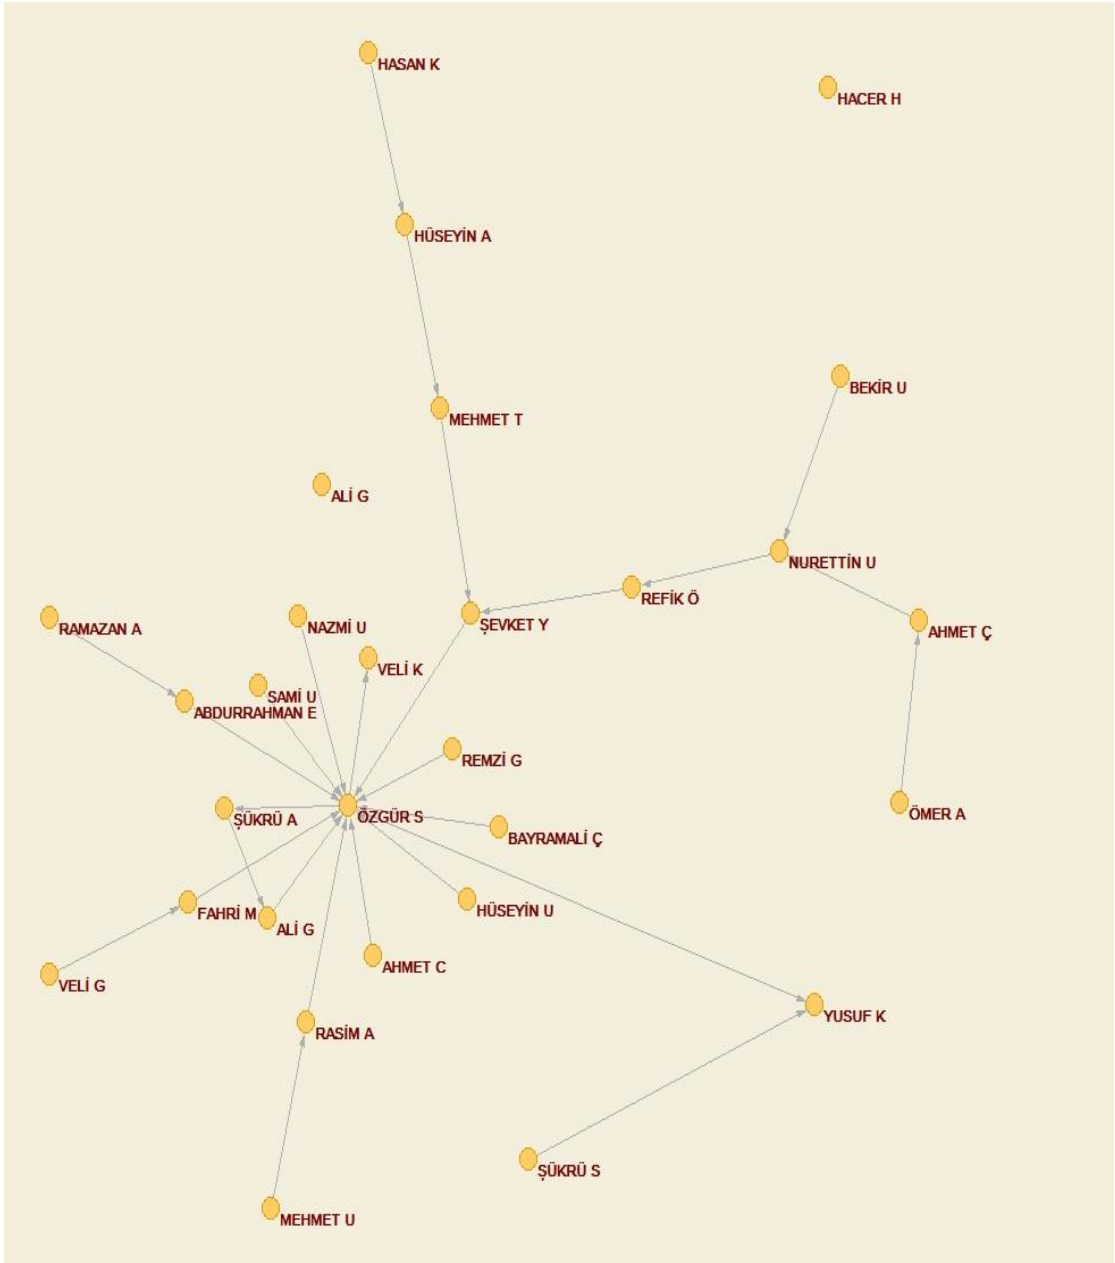 HASAN K
HACER H
HÜSEYİN A
BEKİR U
MEHMET T
ALİ G
NURETTİN U
REFİK Ö
ŞEVKET Y
AHMET Ç
RAMAZAN A
NAZMİ U
VELİ K
SAMİ U
ABDURRAHMAN E
REMZİ G
ŞÜKRÜ A
ÖZGÜR S
ÖMER A
BAYRAMALİ Ç
FAHRİ M
ALİ G
HÜSEYİN U
AHMET C
VELİ G
YUSUF K
RASİM A
ŞÜKRÜ S
MEHMET U